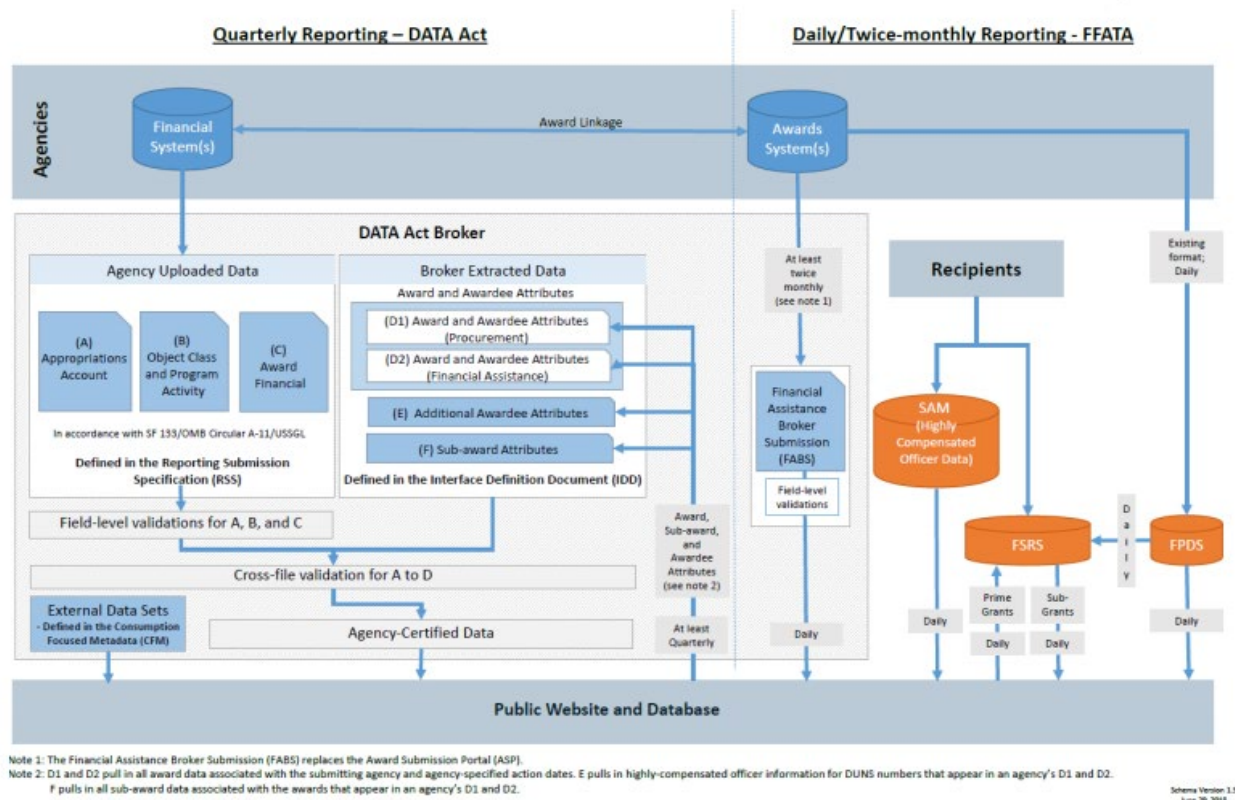 Quarterly Reporting – DATA Act
Daily/Twice-monthly Reporting - FFATA
Agencies
Financial
System(s)
Award Linkage
Awards
System(s)
DATA Act Broker
Agency Uploaded Data
(A)
Appropriations
Account
(B)
Object Class
and Program
Activity
(C)
Award
Financial
In accordance with SF 133/OMB Circular A-11/USSGL
Defined in the Reporting Submission
Specification (RSS)
Broker Extracted Data
Award and Awardee Attributes
(D1) Award and Awardee Attributes
(Procurement)
(D2) Award and Awardee Attributes
(Financial Assistance)
(E) Additional Awardee Attributes
(F) Sub-award Attributes
Defined in the Interface Definition Document (IDD)
Field-level validations for A, B, and C
Cross-file validation for A to D
External Data Sets
- Defined in the Consumption
Focused Metadata (CFM)
Agency-Certified Data
Award,
Sub-award,
and
Awardee
Attributes
(see note 2)
At least
Quarterly
At least
twice
monthly
(see note 1)
Financial
Assistance
Broker
Submission
(FABS)
Field-level
validations
Daily
Recipients
Existing
format;
Daily
SAM
(Highly
Compensated
Officer Data)
FSRS
Daily
FPDS
Daily
Prime
Grants
Daily
Sub-
Grants
Daily
Daily
Public Website and Database
Note 1: The Financial Assistance Broker Submission (FABS) replaces the Award Submission Portal (ASP).
Note 2: D1 and D2 pull in all award data associated with the submitting agency and agency-specified action dates. E pulls in highly-compensated officer information for DUNS numbers that appear in an agency's D1 and D2.
F pulls in all sub-award data associated with the awards that appear in an agency's D1 and D2.
Schema Version